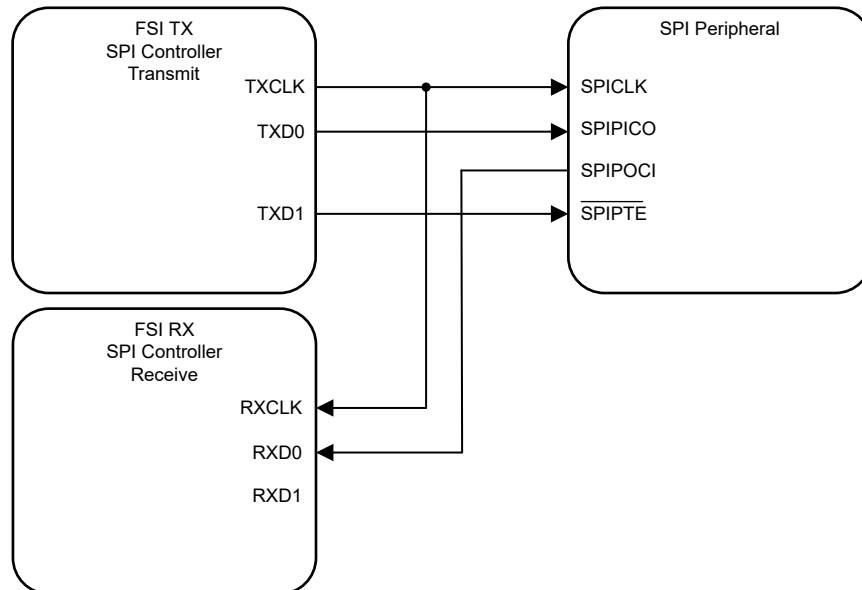 FSI TX
SPI Controller
Transmit
TXCLK
TXD0
TXD1
SPI Peripheral
SPICLK
SPIPICO
SPIPOCI
SPIPTE
FSI RX
SPI Controller
Receive
RXCLK
RXD0
RXD1